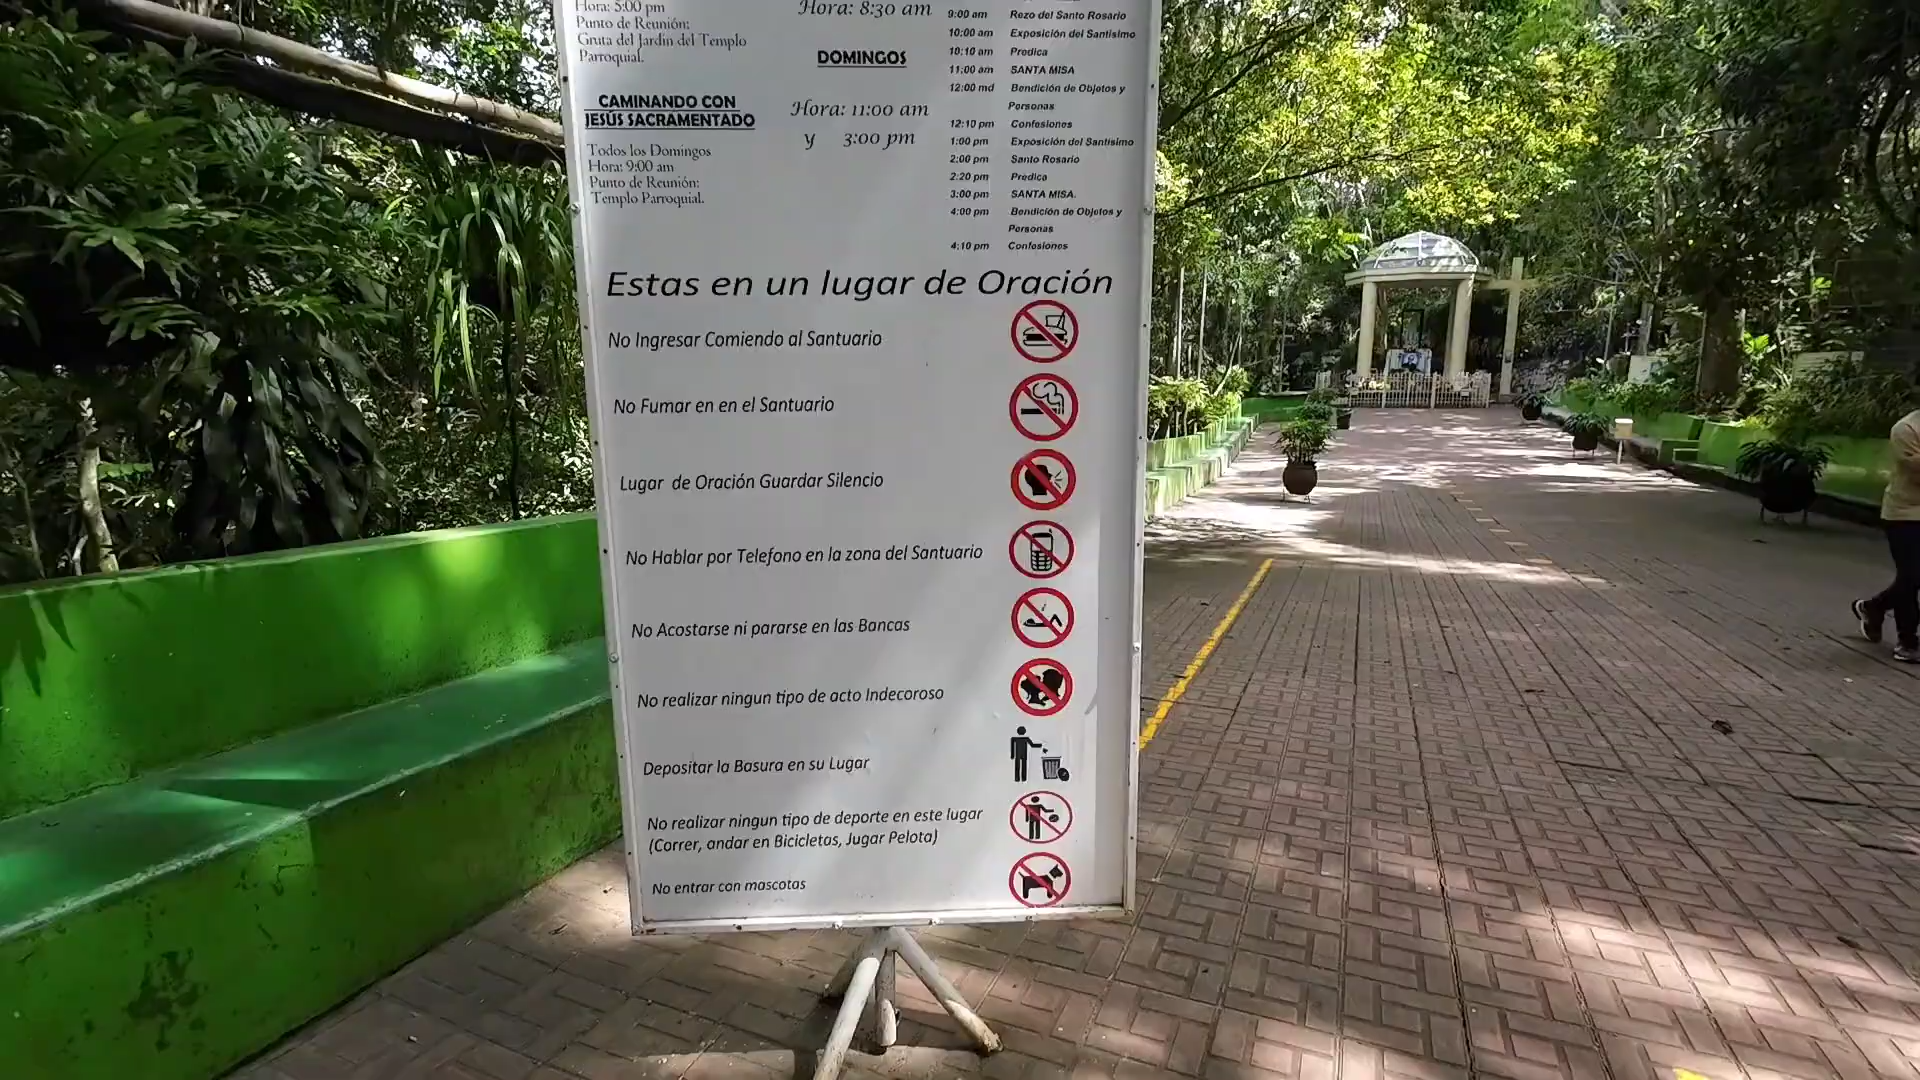 Hora: 5:00 pm
Punto de Reunión:
Gruta del Jardín del Templo
Parroquial.
CAMINANDO CON
JESÚS SACRAMENTADO
Todos los Domingos
Hora: 9:00 am
Punto de Reunión:
Templo Parroquial.
Hora: 8:30 am
DOMINGOS
Hora: 11:00 am
y 3:00 pm
9:00 am Rezo del Santo Rosario
10:00 am Exposición del Santísimo
10:10 am Predica
11:00 am SANTA MISA
12:00 md Bendición de Objetos y
Personas
12:10 pm Confesiones
1:00 pm Exposición del Santísimo
2:00 pm Santo Rosario
2:20 pm Predica
3:00 pm SANTA MISA.
4:00 pm Bendición de Objetos y
Personas
4:10 pm Confesiones
Estas en un lugar de Oración
No Ingresar Comiendo al Santuario
No Fumar en en el Santuario
Lugar de Oración Guardar Silencio
No Hablar por Telefono en la zona del Santuario
No Acostarse ni pararse en las Bancas
No realizar ningun tipo de acto Indecoroso
Depositar la Basura en su Lugar
No realizar ningun tipo de deporte en este lugar
(Correr, andar en Bicicletas, Jugar Pelota)
No entrar con mascotas